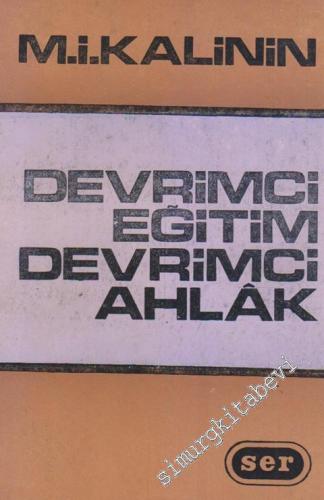 M.i.KALiNiN
DEVRiMCi
EĞiTiM
DEVRiMCi
AHLÂK
ser
simurgkitabevi